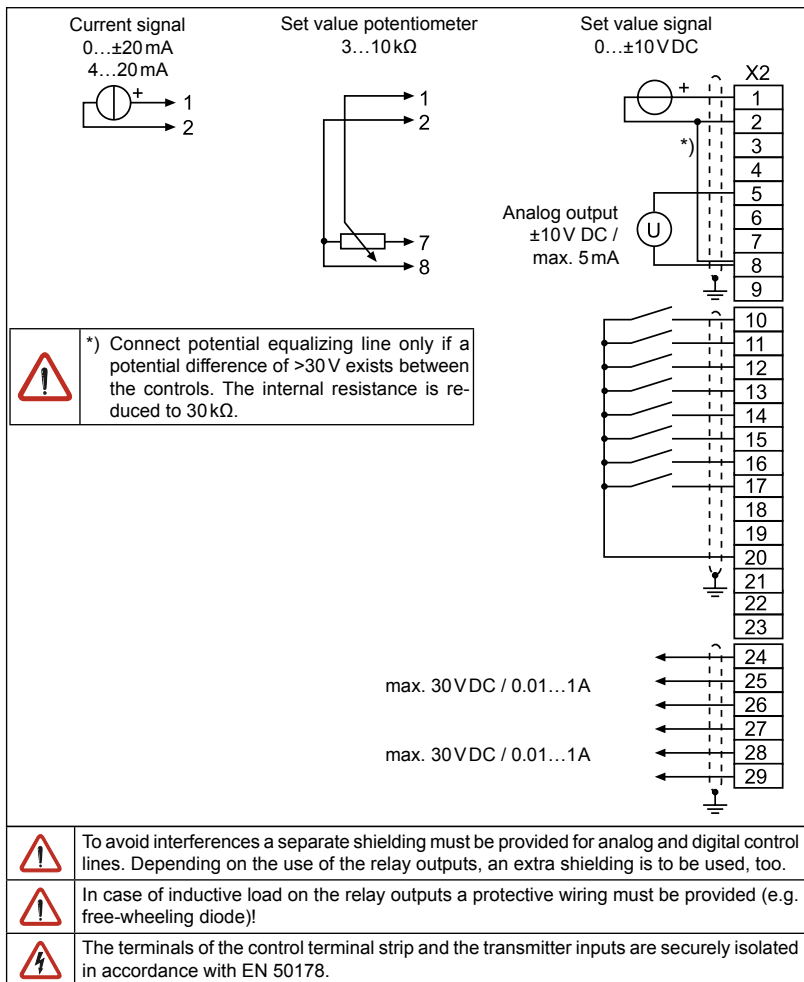 Current signal
0…±20 mA
4…20 mA
+
1
2
Set value potentiometer
3…10 kΩ
1
2
7
8
Set value signal
0…±10 V DC
+
*)
Analog output
±10 V DC /
max. 5 mA
U
X2
1
2
3
4
5
6
7
8
9
10
11
12
13
14
15
16
17
18
19
20
21
22
23
24
25
26
27
28
29
*) Connect potential equalizing line only if a
potential difference of >30 V exists between
the controls. The internal resistance is re-
duced to 30 kΩ.
max. 30 V DC / 0.01…1 A
max. 30 V DC / 0.01…1 A
To avoid interferences a separate shielding must be provided for analog and digital control
lines. Depending on the use of the relay outputs, an extra shielding is to be used, too.
In case of inductive load on the relay outputs a protective wiring must be provided (e.g.
free-wheeling diode)!
The terminals of the control terminal strip and the transmitter inputs are securely isolated
in accordance with EN 50178.